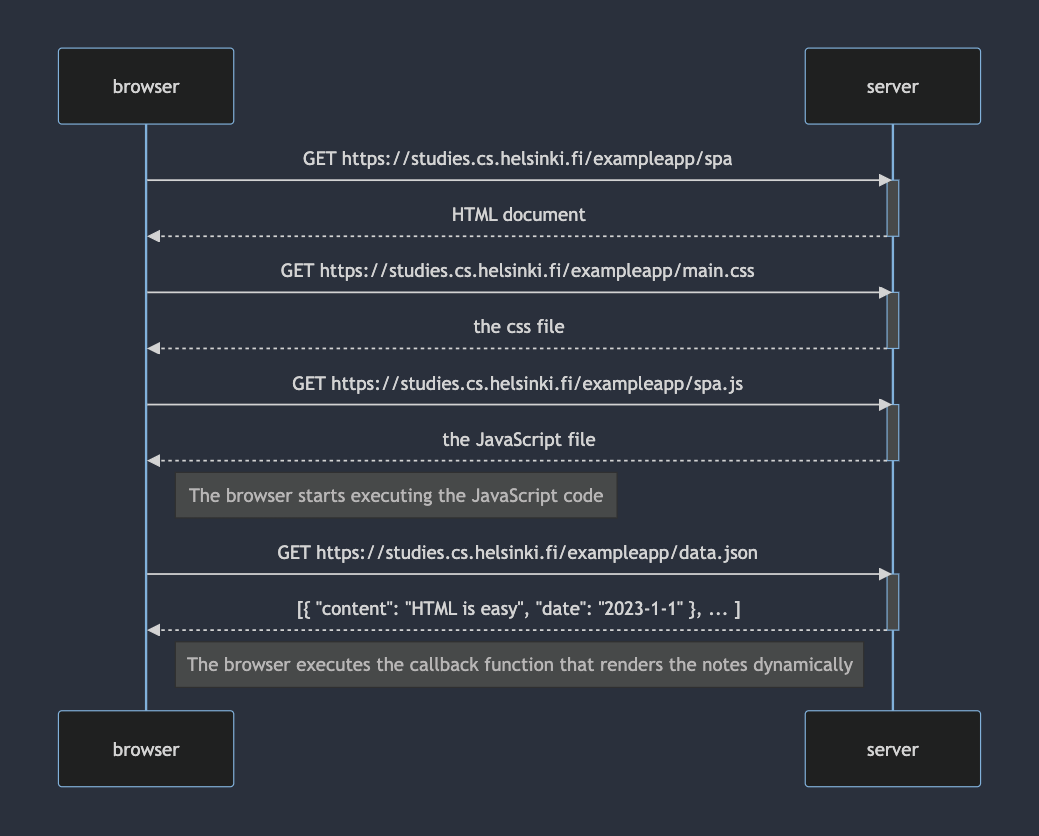 browser
server
GET https://studies.cs.helsinki.fi/exampleapp/spa
HTML document
GET https://studies.cs.helsinki.fi/exampleapp/main.css
the css file
GET https://studies.cs.helsinki.fi/exampleapp/spa.js
the JavaScript file
The browser starts executing the JavaScript code
GET https://studies.cs.helsinki.fi/exampleapp/data.json
[{ "content": "HTML is easy", "date": "2023-1-1" }, ... ]
The browser executes the callback function that renders the notes dynamically
browser
server